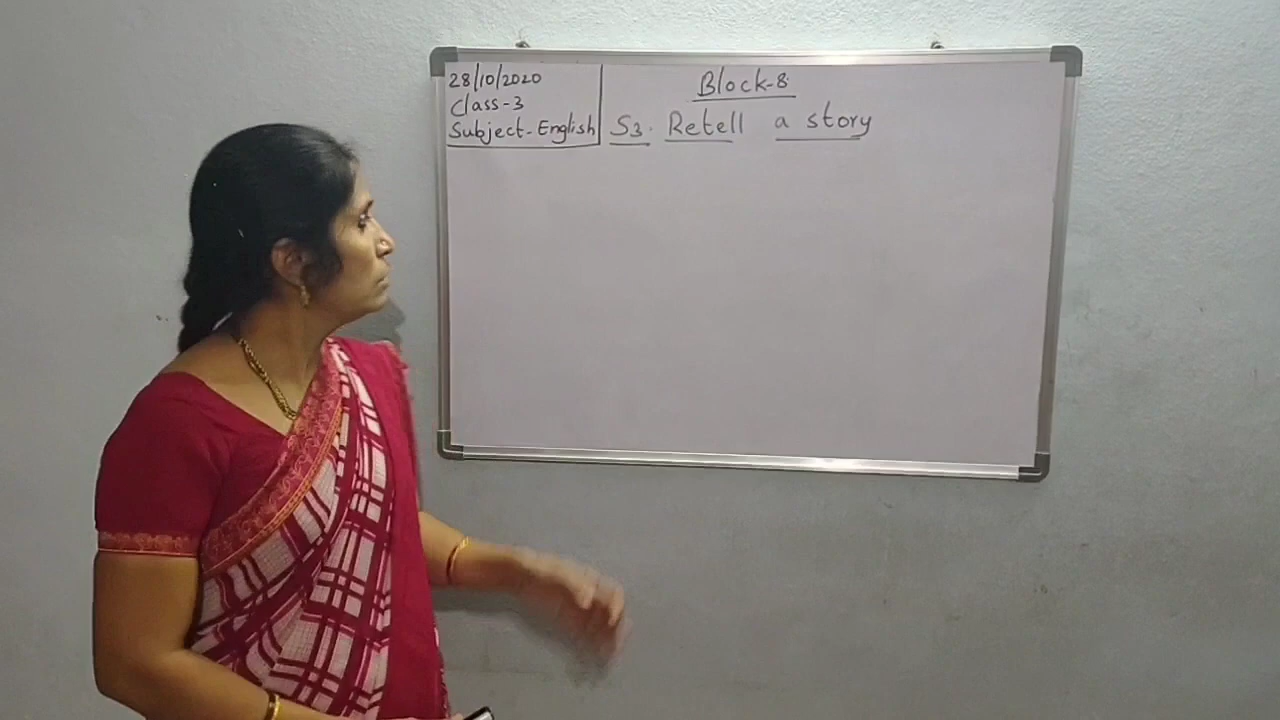 28/10/2020
Class-3
Subject-English
Block-8
S3. Retell a story